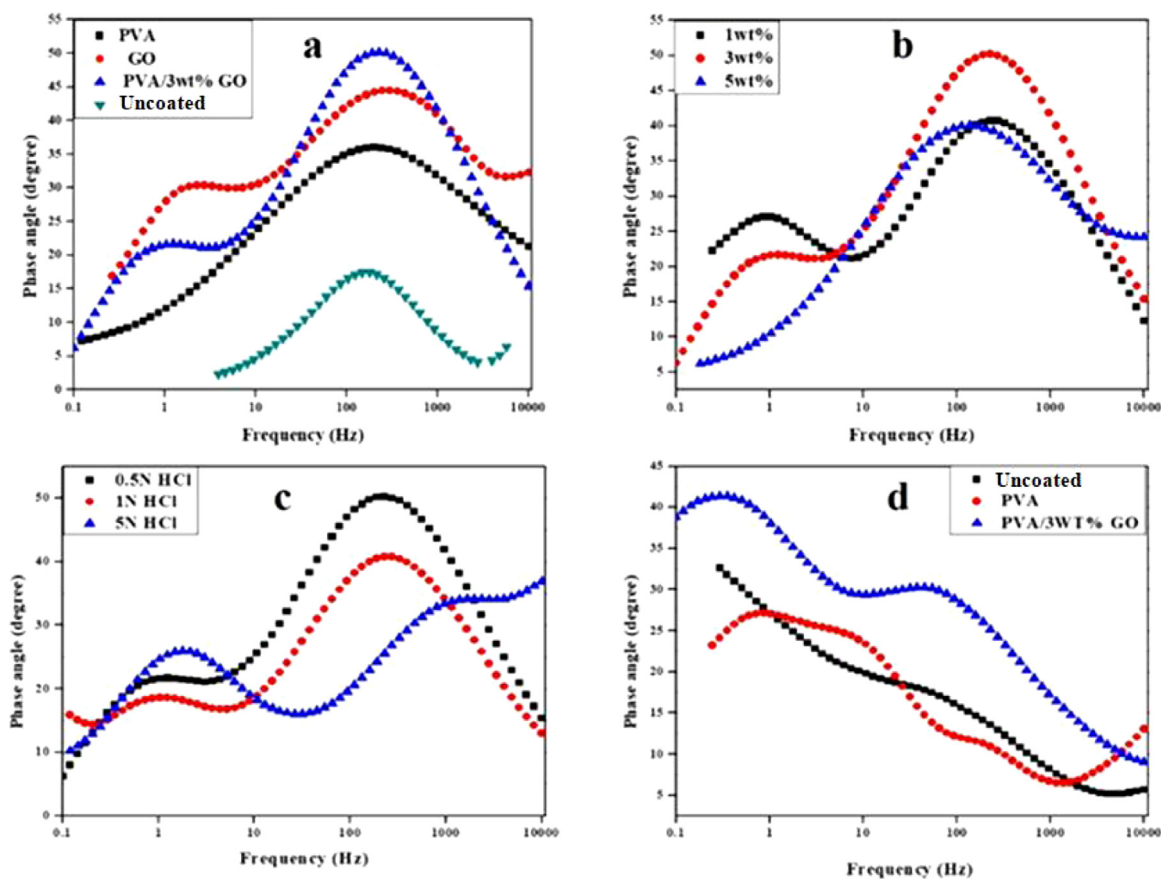 a
PVA
GO
PVA/3wt% GO
Uncoated
Phase angle (degree)
55
50
45
40
35
30
25
20
15
10
5
0
0.1 1 10 100 1000 10000
Frequency (Hz)
b
1wt%
3wt%
5wt%
Phase angle (degree)
55
50
45
40
35
30
25
20
15
10
5
0.1 1 10 100 1000 10000
Frequency (Hz)
c
0.5N HCl
1N HCl
5N HCl
Phase angle (degree)
50
40
30
20
10
0
0.1 1 10 100 1000 10000
Frequency (Hz)
d
Uncoated
PVA
PVA/3WT% GO
Phase angle (degree)
45
40
35
30
25
20
15
10
5
0.1 1 10 100 1000 10000
Frequency (Hz)